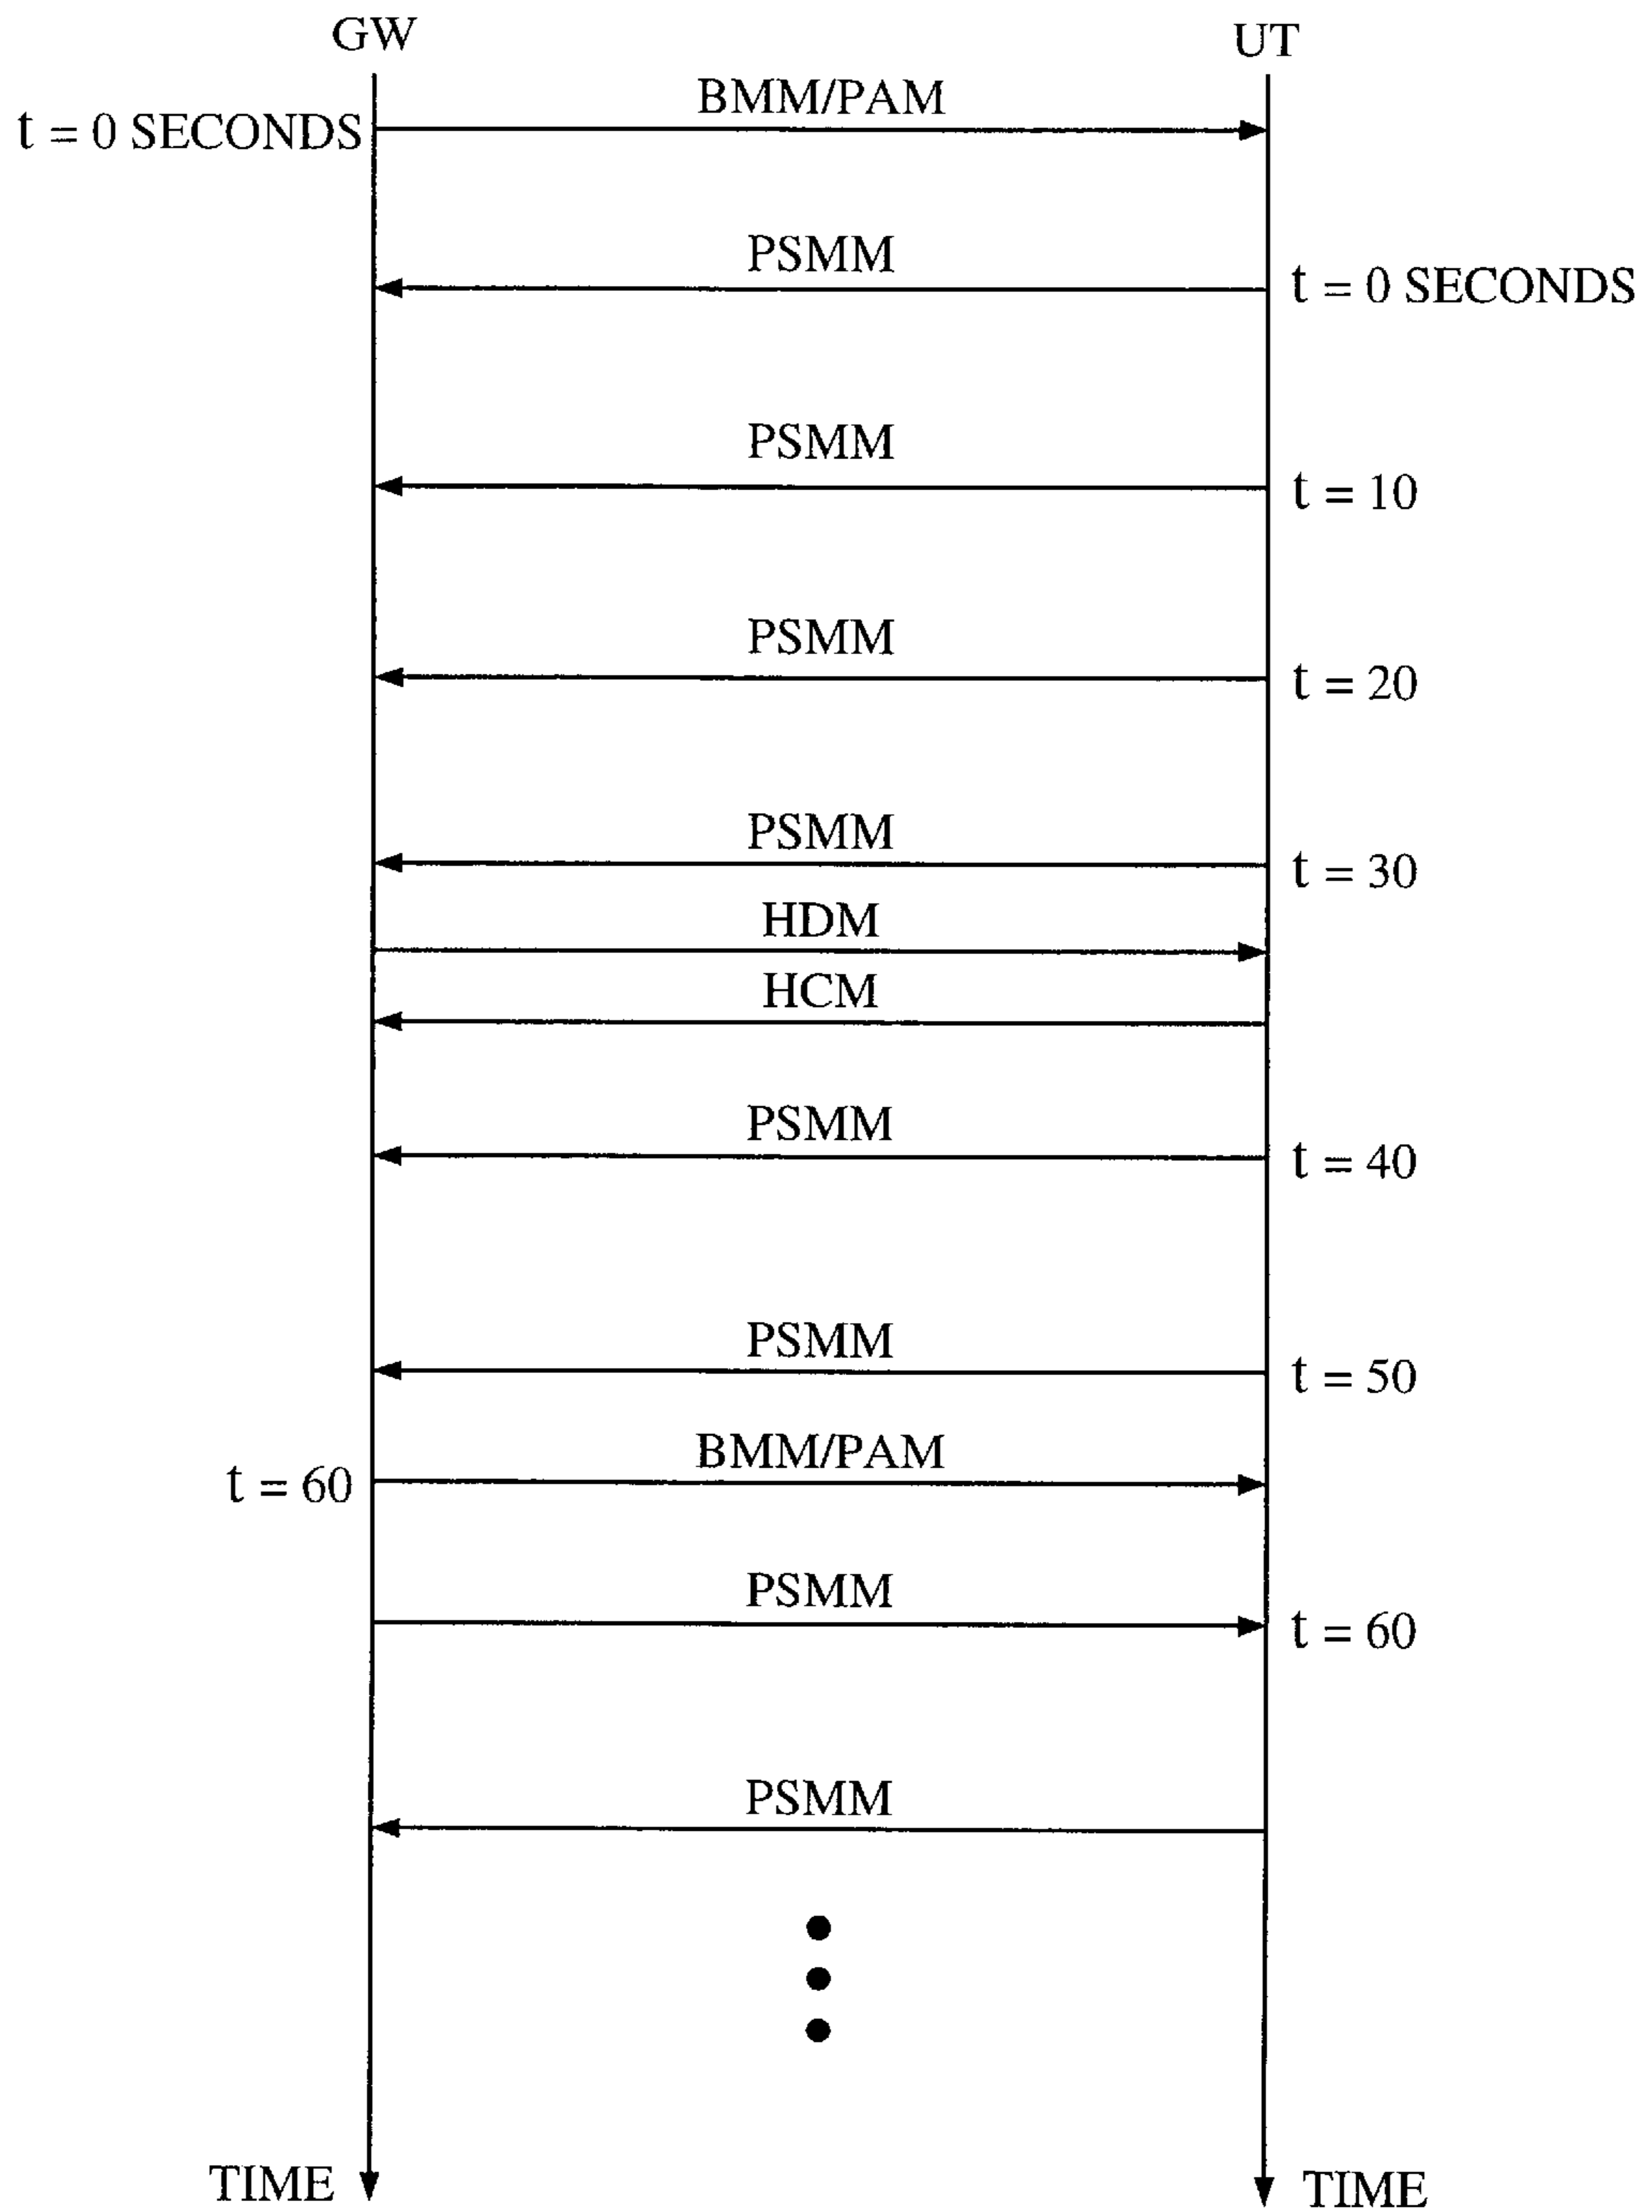 GW
UT
BMM/PAM
t = 0 SECONDS
PSMM
t = 0 SECONDS
PSMM
t = 10
PSMM
t = 20
PSMM
t = 30
HDM
HCM
PSMM
t = 40
PSMM
t = 50
BMM/PAM
t = 60
PSMM
t = 60
PSMM
TIME
TIME